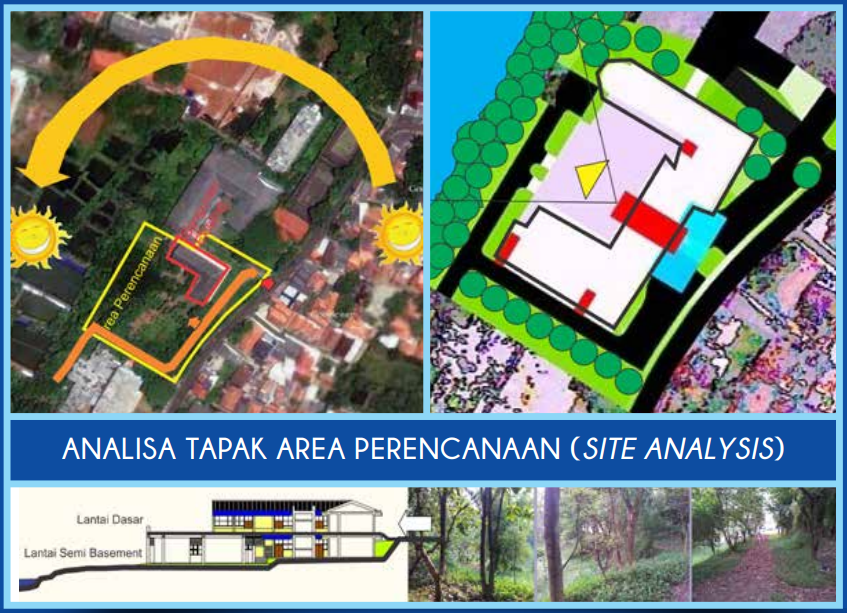 Area Perencanaan
ANALISA TAPAK AREA PERENCANAAN (SITE ANALYSIS)
Lantai Dasar
Lantai Semi Basement